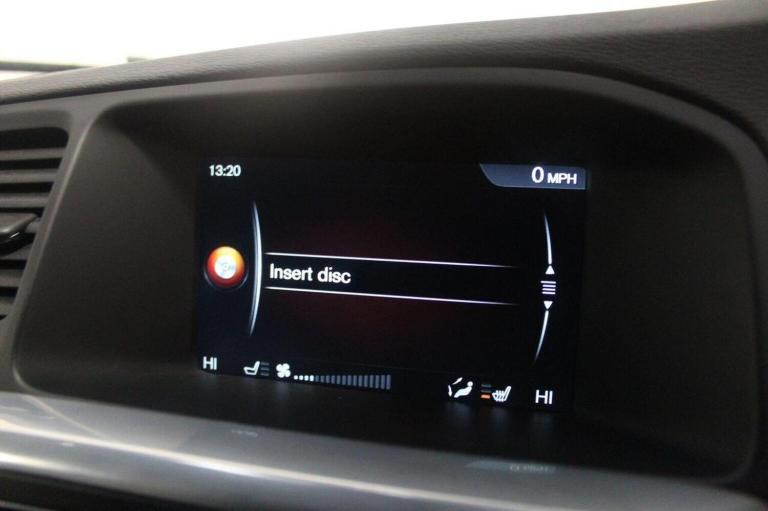 13:20
0 MPH
Insert disc
HI
HI